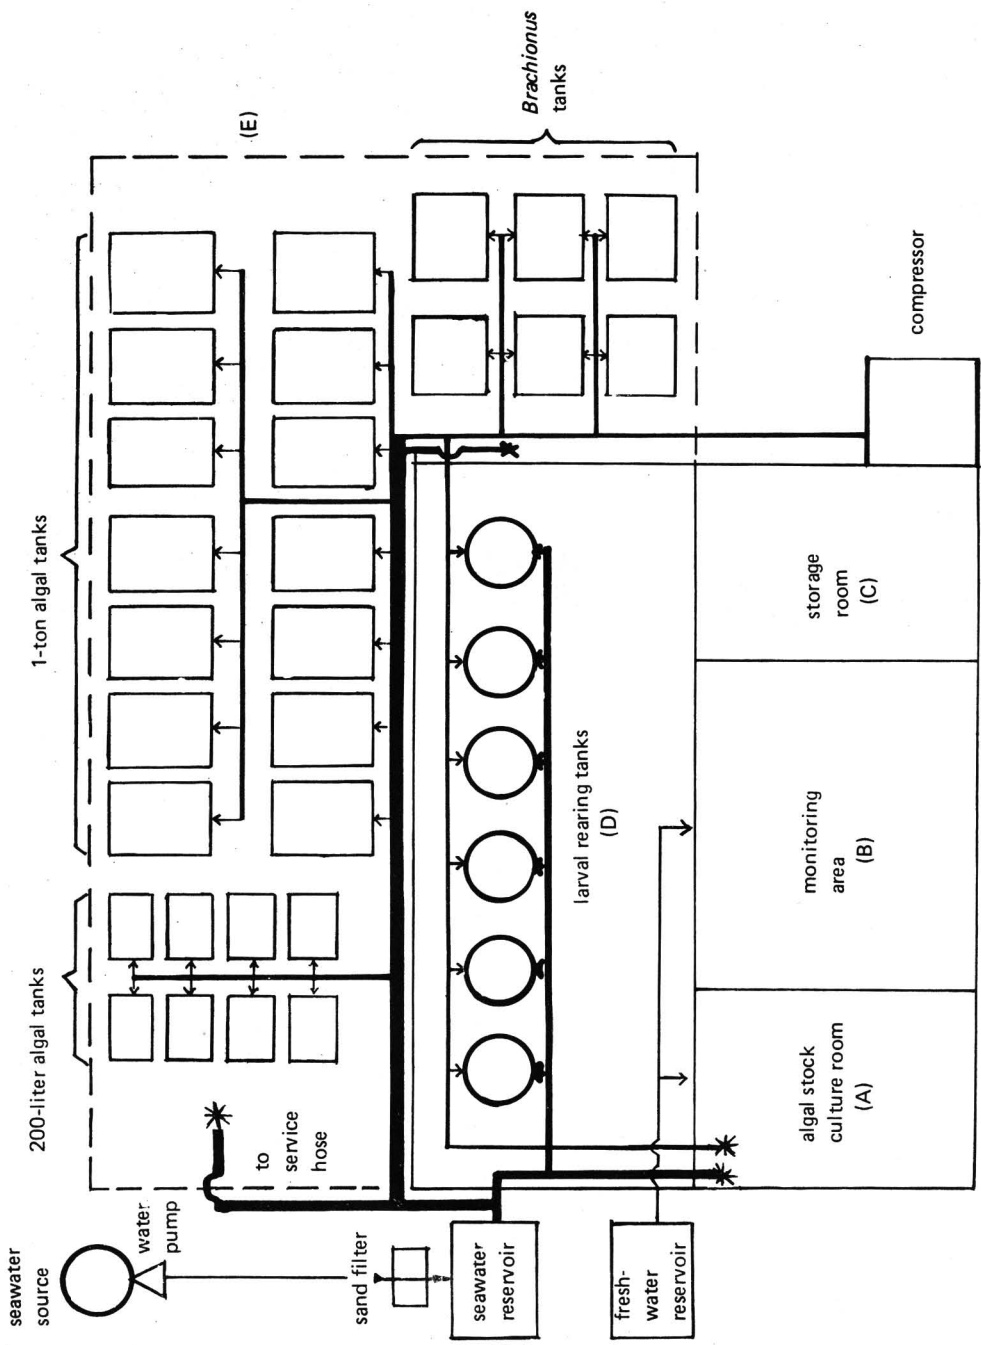 seawater
source
water
pump
sand filter
seawater
reservoir
fresh-
water
reservoir
to
service
hose
200-liter algal tanks
1-ton algal tanks
(E)
Brachionus
tanks
larval rearing tanks
(D)
algal stock
culture room
(A)
monitoring
area
(B)
storage
room
(C)
compressor